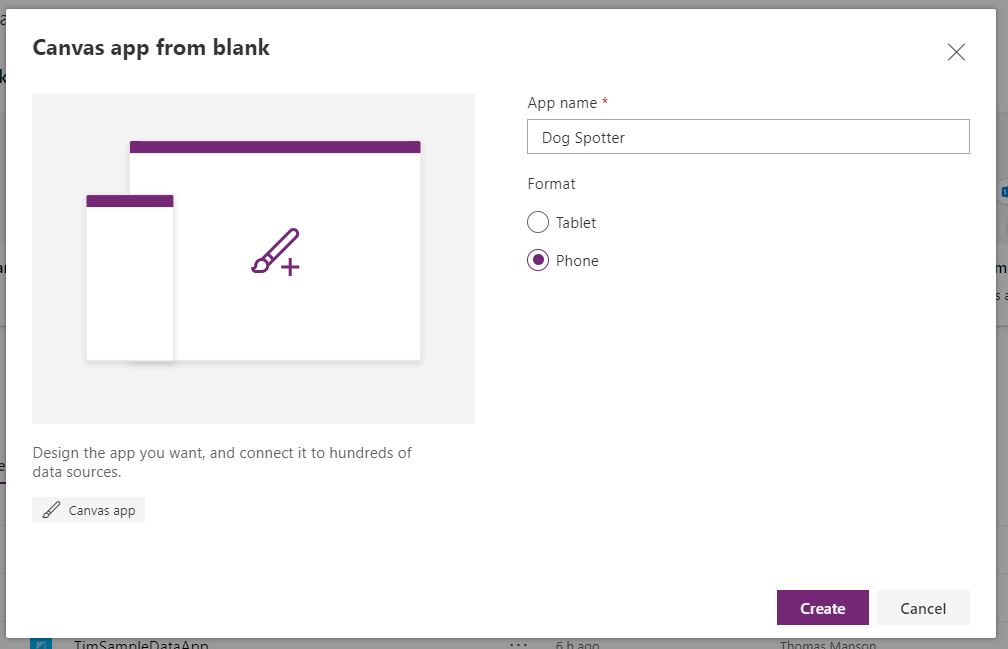 Canvas app from blank
App name *
Dog Spotter
Format
Tablet
Phone
Design the app you want, and connect it to hundreds of
data sources.
Canvas app
Create
Cancel
TimSampleDataApp
6 h ago
Thomas Manson